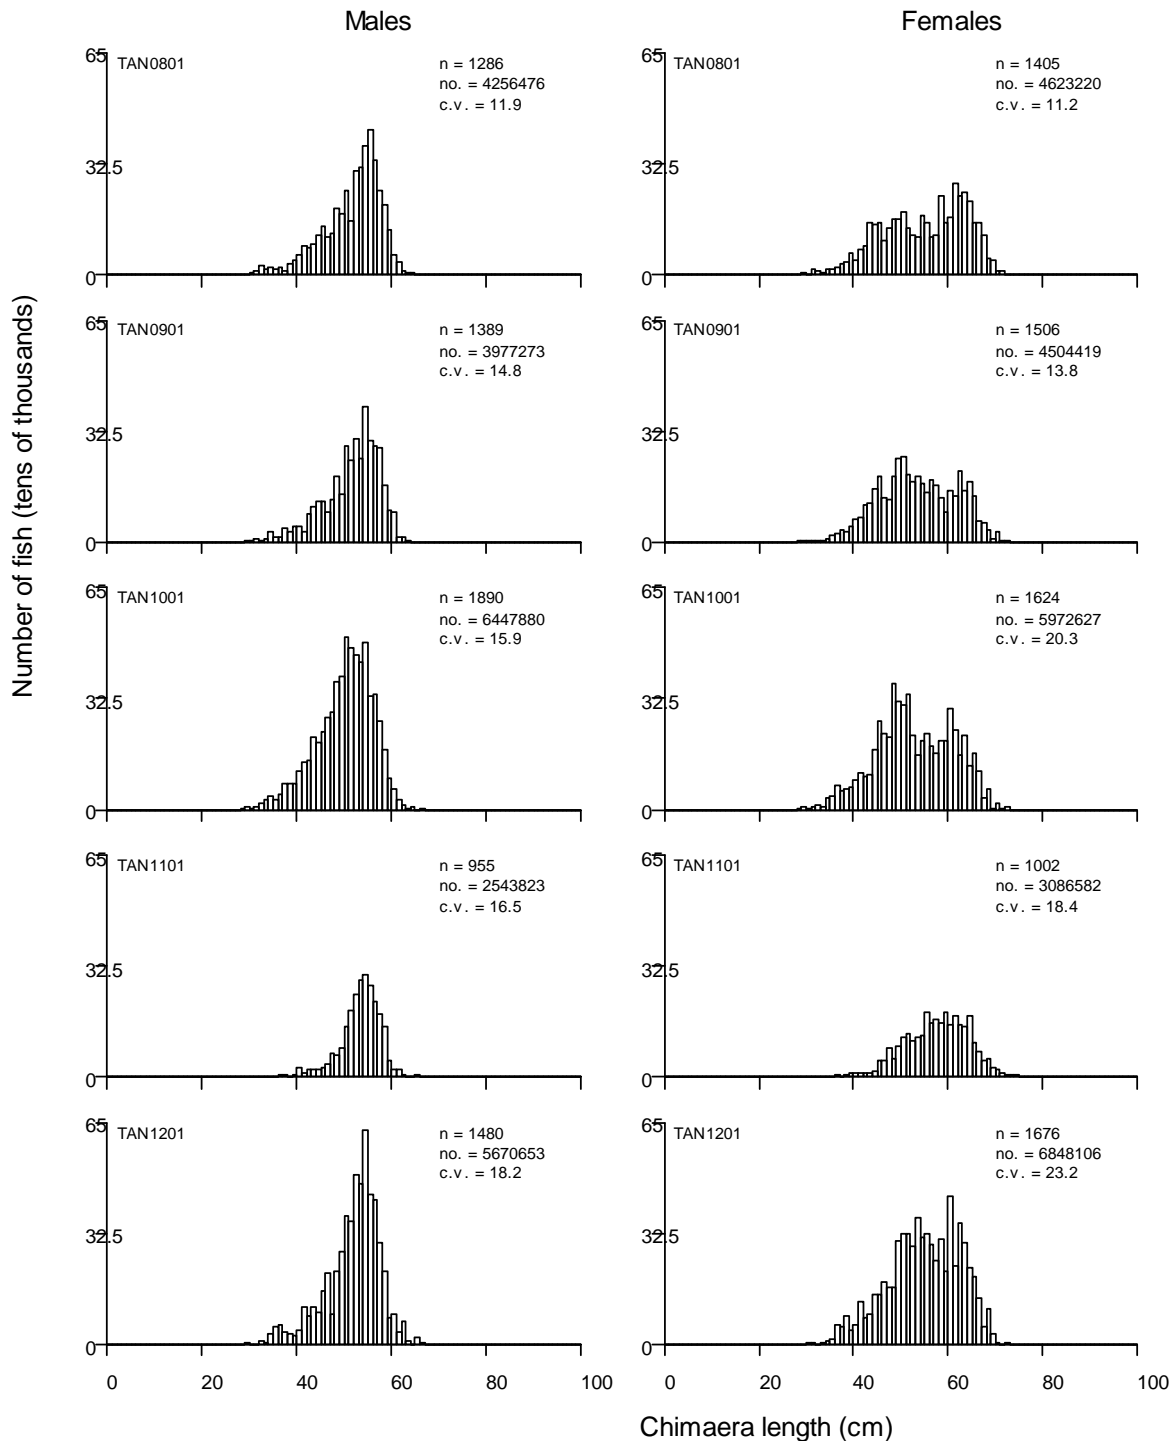 Males
Females
65
TAN0801
n = 1286
no. = 4256476
c.v. = 11.9
32.5
0
65
TAN0801
n = 1405
no. = 4623220
c.v. = 11.2
32.5
0
65
TAN0901
n = 1389
no. = 3977273
c.v. = 14.8
32.5
0
65
TAN0901
n = 1506
no. = 4504419
c.v. = 13.8
32.5
0
Number of fish (tens of thousands)
65
TAN1001
n = 1890
no. = 6447880
c.v. = 15.9
32.5
0
65
TAN1001
n = 1624
no. = 5972627
c.v. = 20.3
32.5
0
65
TAN1101
n = 955
no. = 2543823
c.v. = 16.5
32.5
0
65
TAN1101
n = 1002
no. = 3086582
c.v. = 18.4
32.5
0
65
TAN1201
n = 1480
no. = 5670653
c.v. = 18.2
32.5
0
65
TAN1201
n = 1676
no. = 6848106
c.v. = 23.2
32.5
0
0 20 40 60 80 100
0 20 40 60 80 100
Chimaera length (cm)